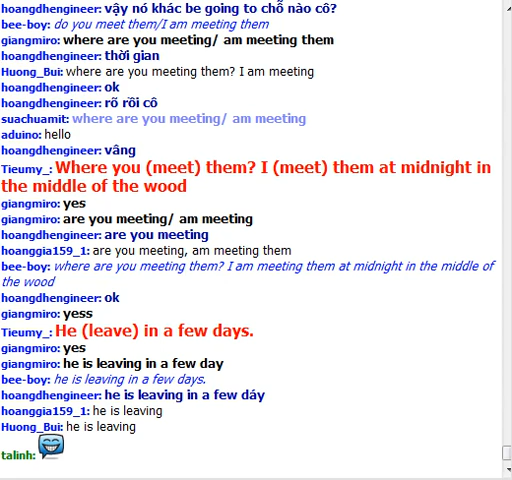 hoangdhengineer: vậy nó khác be going to chỗ nào cô?
bee-boy: do you meet them/I am meeting them
giangmiro: where are you meeting/ am meeting them
hoangdhengineer: thời gian
Huong_Bui: where are you meeting them? I am meeting
hoangdhengineer: ok
hoangdhengineer: rõ rồi cô
suachuamit: where are you meeting/ am meeting
aduino: hello
hoangdhengineer: vâng
Tieumy_: Where you (meet) them? I (meet) them at midnight in
the middle of the wood
giangmiro: yes
giangmiro: are you meeting/ am meeting
hoangdhengineer: are you meeting
hoanggia159_1: are you meeting, am meeting them
bee-boy: where are you meeting them? I am meeting them at midnight in the middle of
the wood
hoangdhengineer: ok
giangmiro: yess
Tieumy_: He (leave) in a few days.
giangmiro: yes
giangmiro: he is leaving in a few day
bee-boy: he is leaving in a few days.
hoangdhengineer: he is leaving in a few dáy
hoanggia159_1: he is leaving
Huong_Bui: he is leaving
talinh: